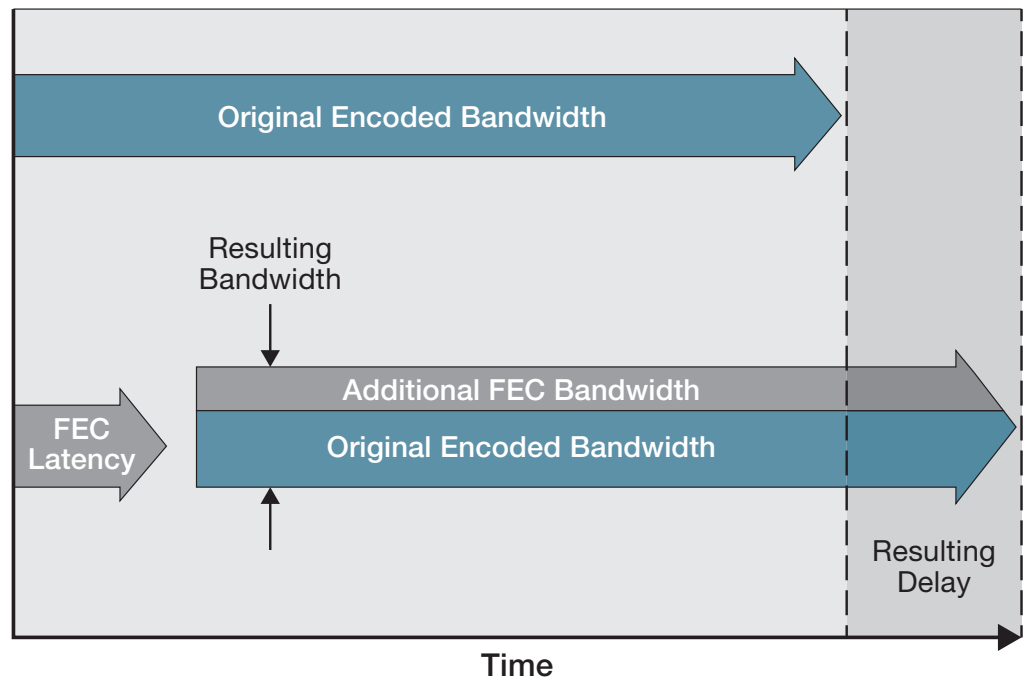 Original Encoded Bandwidth
Resulting
Bandwidth
Additional FEC Bandwidth
FEC
Latency
Original Encoded Bandwidth
Resulting
Delay
Time